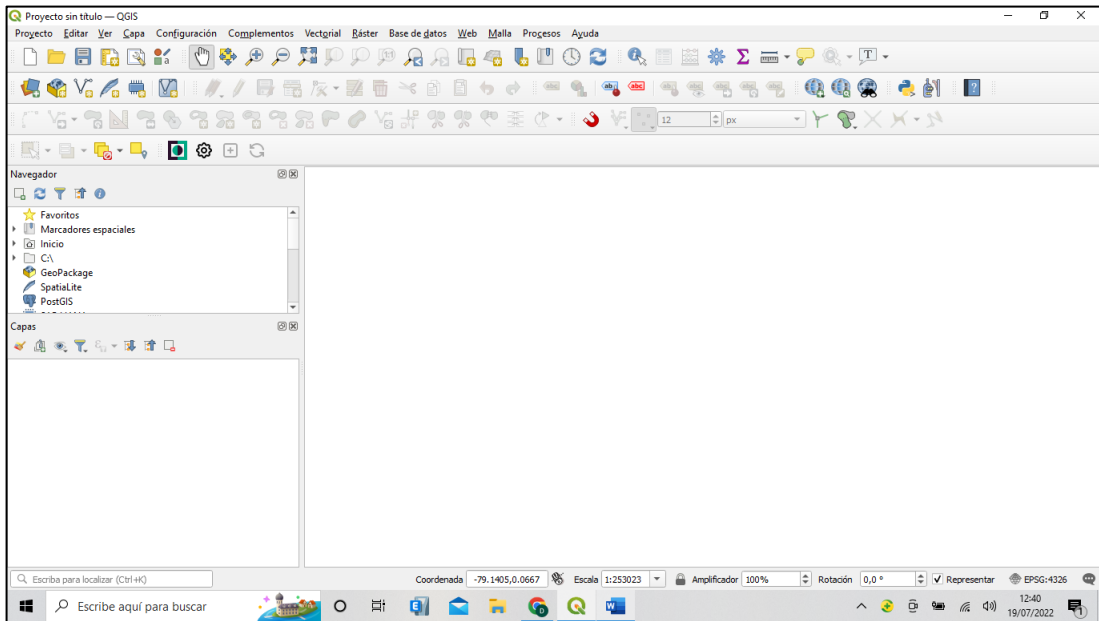 Proyecto sin título — QGIS
Proyecto Editar Ver Capa Configuración Complementos Vectorial Ráster Base de datos Web Malla Procesos Ayuda
12 px
Navegador
Favoritos
Marcadores espaciales
Inicio
C:\
GeoPackage
SpatiaLite
PostGIS
Capas
Escriba para localizar (Ctrl+K) Coordenada -79.1405,0.0667 Escala 1:253023 Amplificador 100% Rotación 0,0 ° Representar EPSG:4326
Escribe aquí para buscar
12:40
19/07/2022